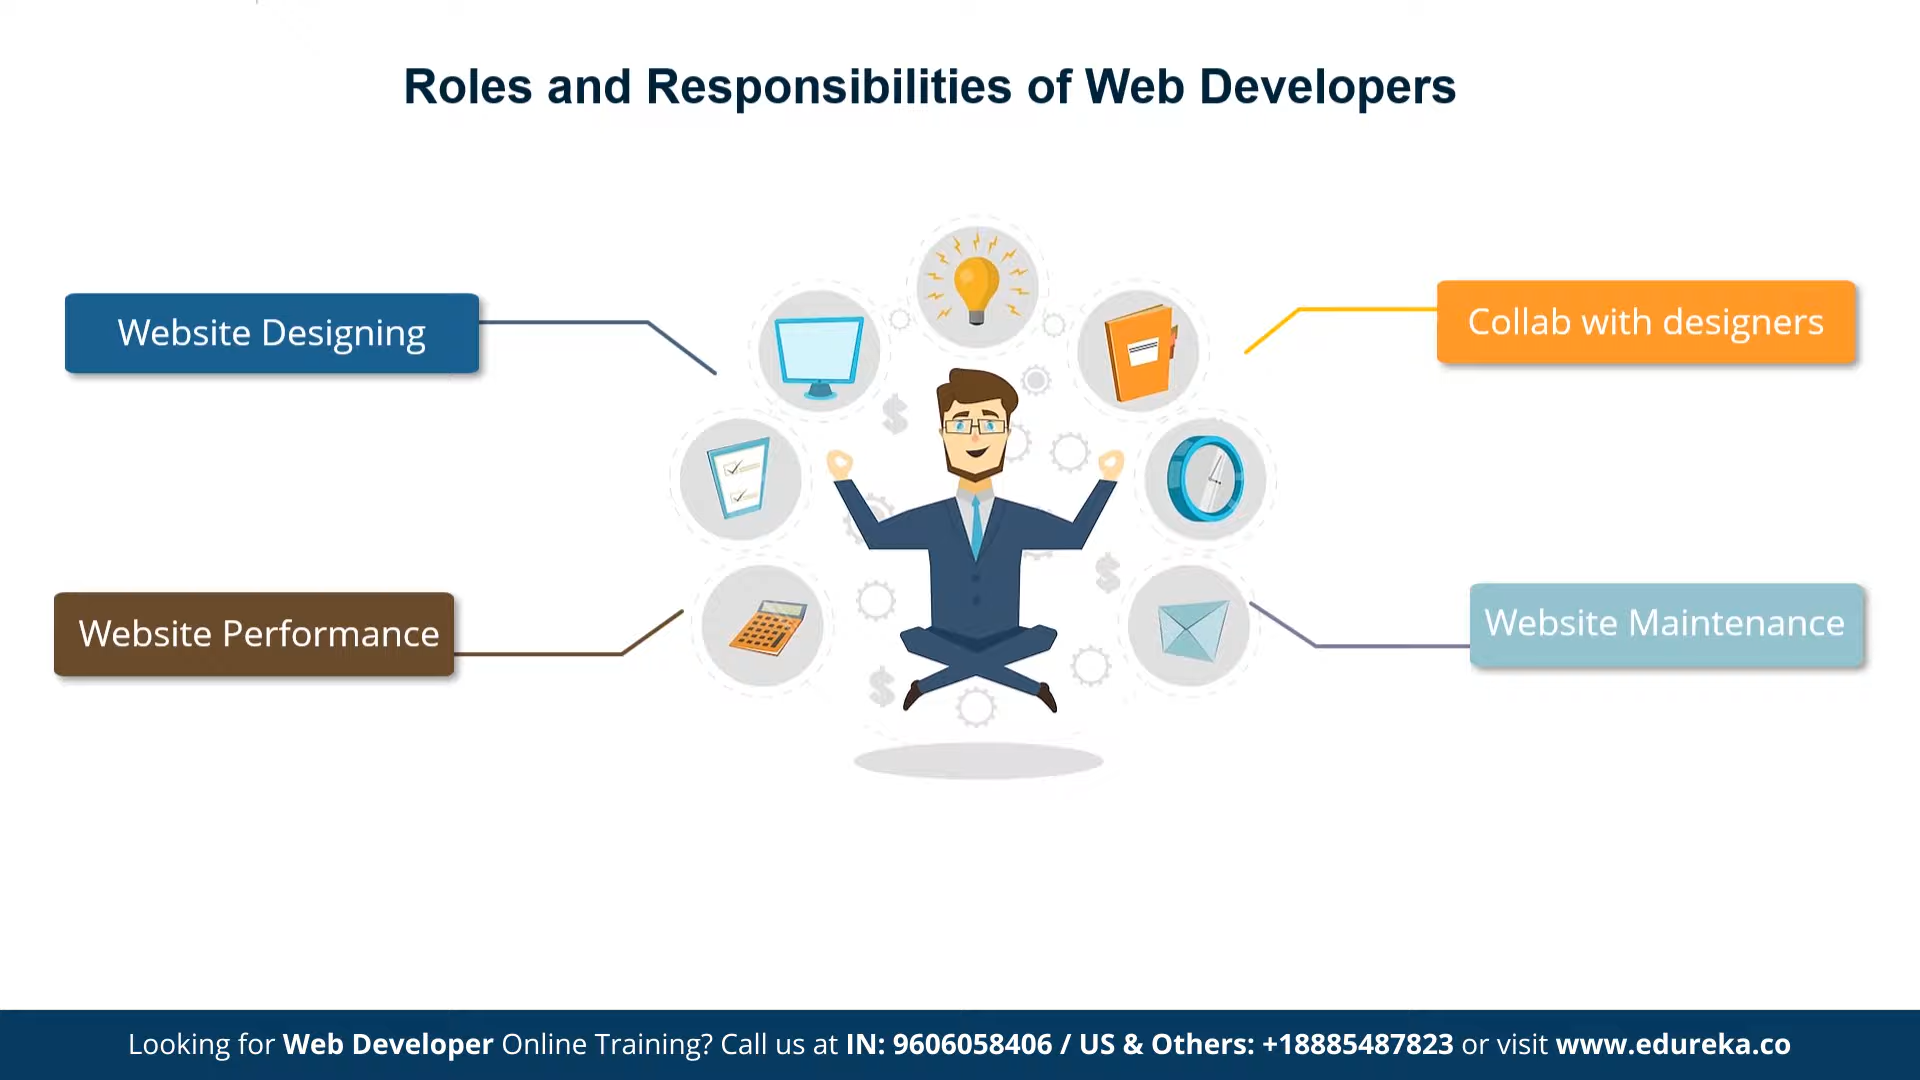 Roles and Responsibilities of Web Developers
Website Designing
Collab with designers
Website Performance
Website Maintenance
Looking for Web Developer Online Training? Call us at IN: 9606058406 / US & Others: +18885487823 or visit www.edureka.co